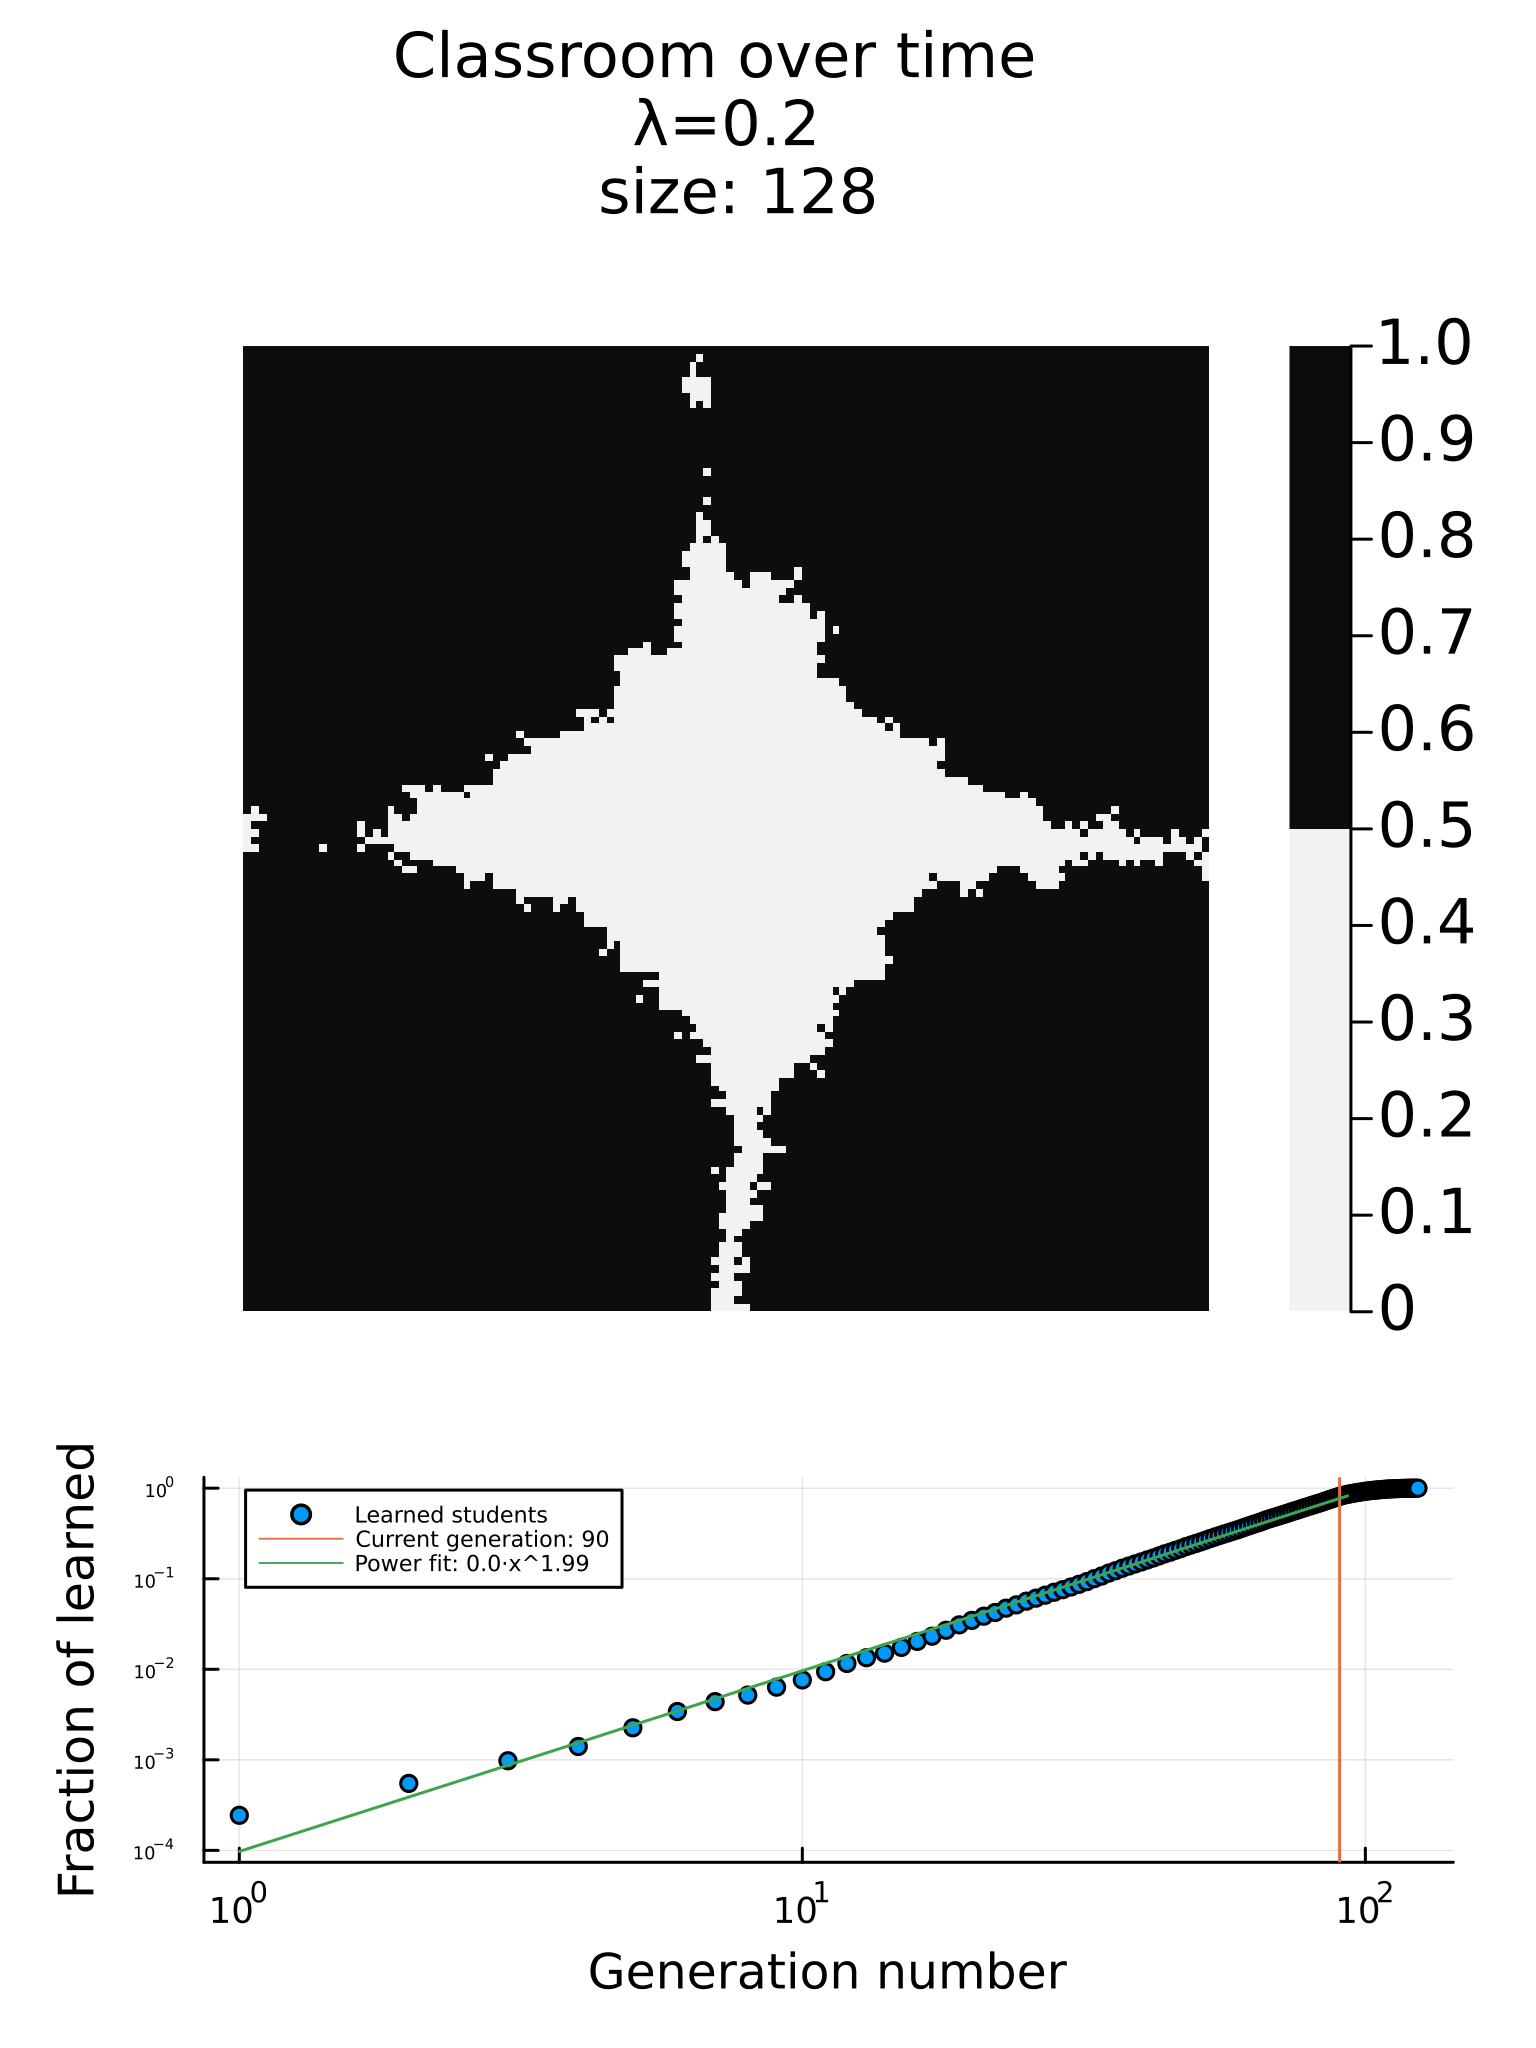 Classroom over time
λ=0.2
size: 128
1.0
0.9
0.8
0.7
0.6
0.5
0.4
0.3
0.2
0.1
0
Fraction of learned
10^0
10^-1
10^-2
10^-3
10^-4
Learned students
Current generation: 90
Power fit: 0.0·x^1.99
10^0
10^1
10^2
Generation number